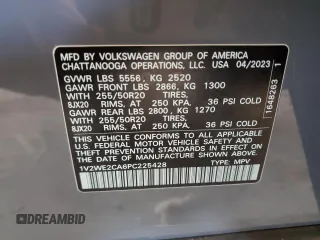 MFD BY VOLKSWAGEN GROUP OF AMERICA
CHATTANOOGA OPERATIONS, LLC. USA 04/2023
GVWR LBS 5556, KG 2520
GAWR FRONT LBS 2866, KG 1300
WITH 255/50R20 TIRES,
8JX20 RIMS, AT 250 KPA. 36 PSI COLD
GAWR REAR LBS 2800, KG 1270
WITH 255/50R20 TIRES,
8JX20 RIMS, AT 250 KPA. 36 PSI COLD
THIS VEHICLE CONFORMS TO ALL APPLICABLE
U.S. FEDERAL MOTOR VEHICLE SAFETY AND
THEFT PREVENTION STANDARDS IN EFFECT ON
THE DATE OF MANUFACTURE SHOWN ABOVE.
1V2WE2CA6PC225428 TYPE: MPV
1648263 1
DREAMBID.COM